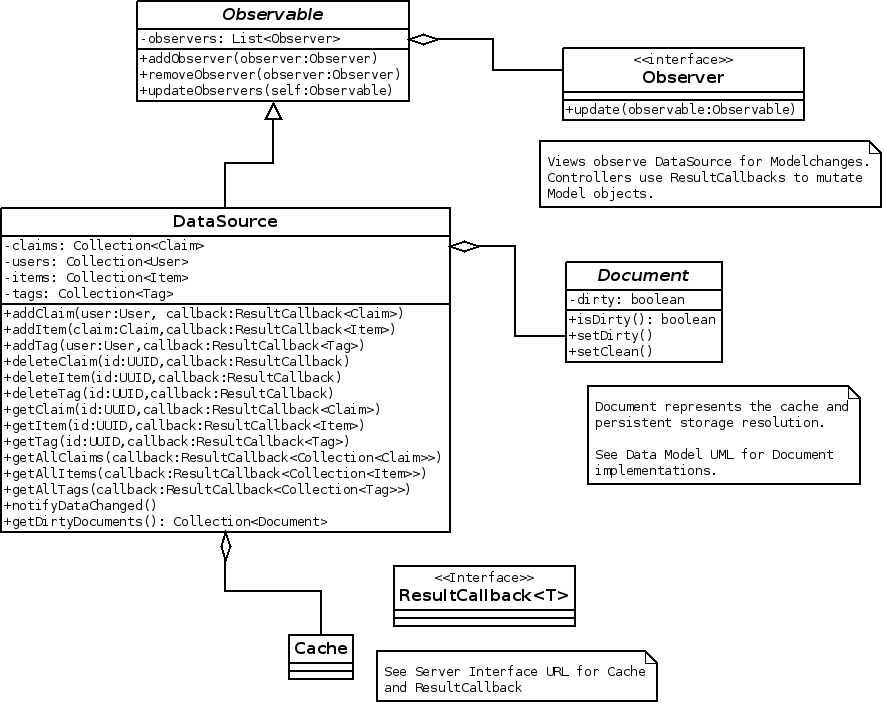 Observable
-observers: List<Observer>
+addObserver(observer:Observer)
+removeObserver(observer:Observer)
+updateObservers(self:Observable)
<<interface>>
Observer
+update(observable:Observable)
Views observe DataSource for Modelchanges.
Controllers use ResultCallbacks to mutate
Model objects.
DataSource
-claims: Collection<Claim>
-users: Collection<User>
-items: Collection<Item>
-tags: Collection<Tag>
+addClaim(user:User, callback:ResultCallback<Claim>)
+addItem(claim:Claim,callback:ResultCallback<Item>)
+addTag(user:User,callback:ResultCallback<Tag>)
+deleteClaim(id:UUID,callback:ResultCallback)
+deleteItem(id:UUID,callback:ResultCallback)
+deleteTag(id:UUID,callback:ResultCallback)
+getClaim(id:UUID,callback:ResultCallback<Claim>)
+getItem(id:UUID,callback:ResultCallback<Item>)
+getTag(id:UUID,callback:ResultCallback<Tag>)
+getAllClaims(callback:ResultCallback<Collection<Claim>>)
+getAllItems(callback:ResultCallback<Collection<Item>>)
+getAllTags(callback:ResultCallback<Collection<Tag>>)
+notifyDataChanged()
+getDirtyDocuments(): Collection<Document>
Document
-dirty: boolean
+isDirty(): boolean
+setDirty()
+setClean()
Document represents the cache and
persistent storage resolution.
See Data Model UML for Document
implementations.
<<Interface>>
ResultCallback<T>
Cache
See Server Interface URL for Cache
and ResultCallback